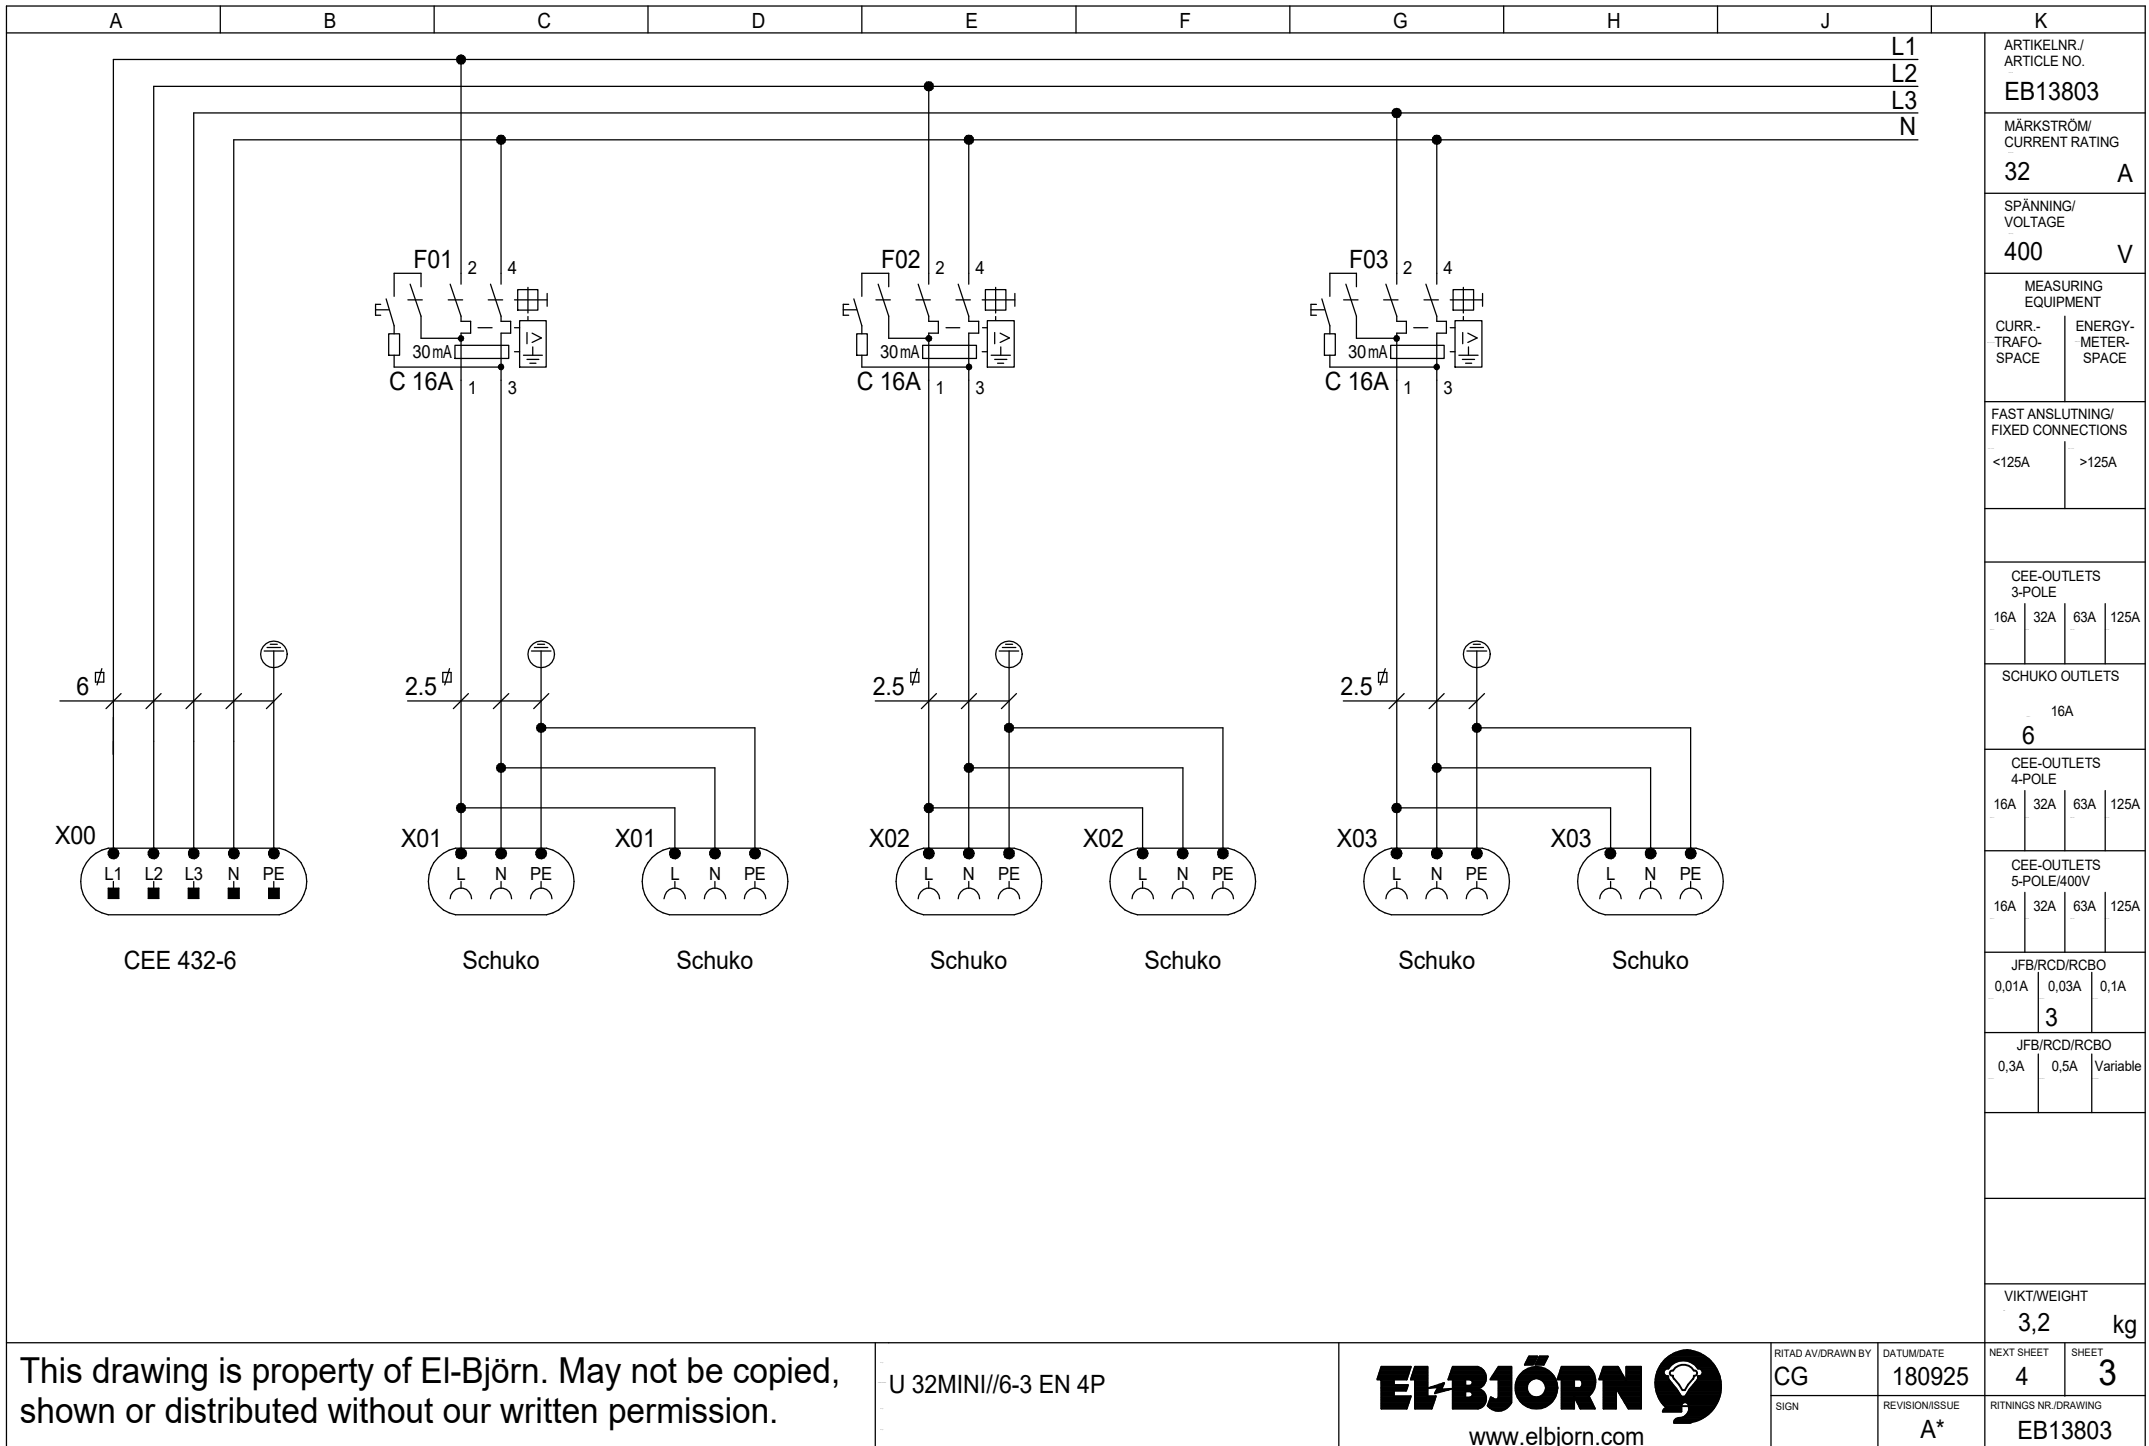 A B C D E F G H J K
L1
L2
L3
N
F01 2 4
30mA
C 16A 1 3
F02 2 4
30mA
C 16A 1 3
F03 2 4
30mA
C 16A 1 3
6
2.5
2.5
2.5
X00
L1 L2 L3 N PE
CEE 432-6
X01
L N PE
Schuko
X01
L N PE
Schuko
X02
L N PE
Schuko
X02
L N PE
Schuko
X03
L N PE
Schuko
X03
L N PE
Schuko
ARTIKELNR./
ARTICLE NO.
EB13803
MÄRKSTRÖM/
CURRENT RATING
32 A
SPÄNNING/
VOLTAGE
400 V
MEASURING
EQUIPMENT
CURR.-
TRAFO-
SPACE
ENERGY-
METER-
SPACE
FAST ANSLUTNING/
FIXED CONNECTIONS
<125A >125A
CEE-OUTLETS
3-POLE
16A 32A 63A 125A
SCHUKO OUTLETS
16A
6
CEE-OUTLETS
4-POLE
16A 32A 63A 125A
CEE-OUTLETS
5-POLE/400V
16A 32A 63A 125A
JFB/RCD/RCBO
0,01A 0,03A 0,1A
3
JFB/RCD/RCBO
0,3A 0,5A Variable
VIKT/WEIGHT
3,2 kg
This drawing is property of El-Björn. May not be copied,
shown or distributed without our written permission.
U 32MINI//6-3 EN 4P
EL-BJÖRN
www.elbjorn.com
RITAD AV/DRAWN BY
CG
DATUM/DATE
180925
NEXT SHEET
4
SHEET
3
SIGN
REVISION/ISSUE
A*
RITNINGS NR./DRAWING
EB13803